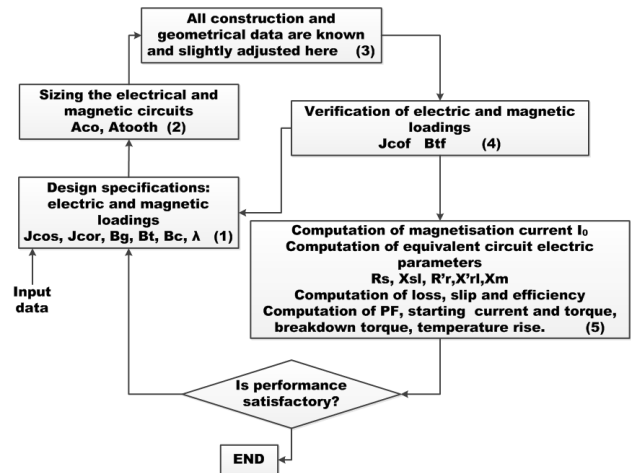 All construction and
geometrical data are known
and slightly adjusted here (3)
Sizing the electrical and
magnetic circuits
Aco, Atooth (2)
Verification of electric and magnetic
loadings
Jcof Btf (4)
Design specifications:
electric and magnetic
loadings
Jcos, Jcor, Bg, Bt, Bc, λ (1)
Input
data
Computation of magnetisation current I₀
Computation of equivalent circuit electric
parameters
Rs, Xsl, R'r,X'rl,Xm
Computation of loss, slip and efficiency
Computation of PF, starting current and torque,
breakdown torque, temperature rise. (5)
Is performance
satisfactory?
END